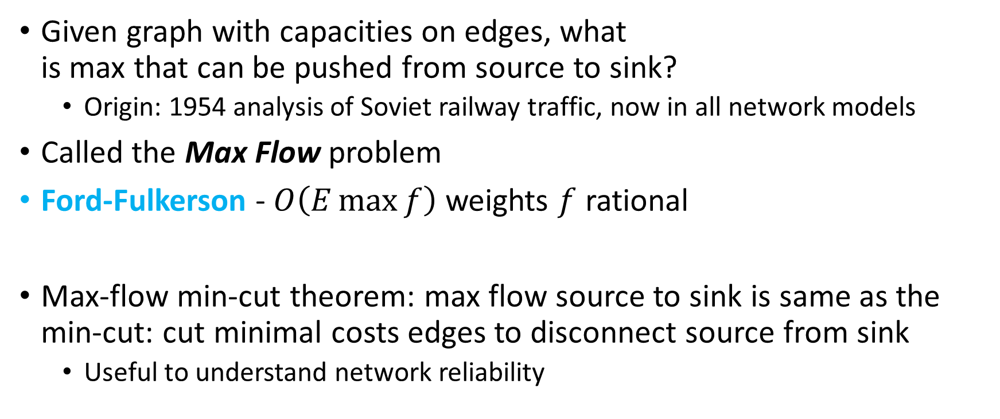 • Given graph with capacities on edges, what
is max that can be pushed from source to sink?
• Origin: 1954 analysis of Soviet railway traffic, now in all network models
• Called the Max Flow problem
• Ford-Fulkerson - O(E max f) weights f rational
• Max-flow min-cut theorem: max flow source to sink is same as the
min-cut: cut minimal costs edges to disconnect source from sink
• Useful to understand network reliability